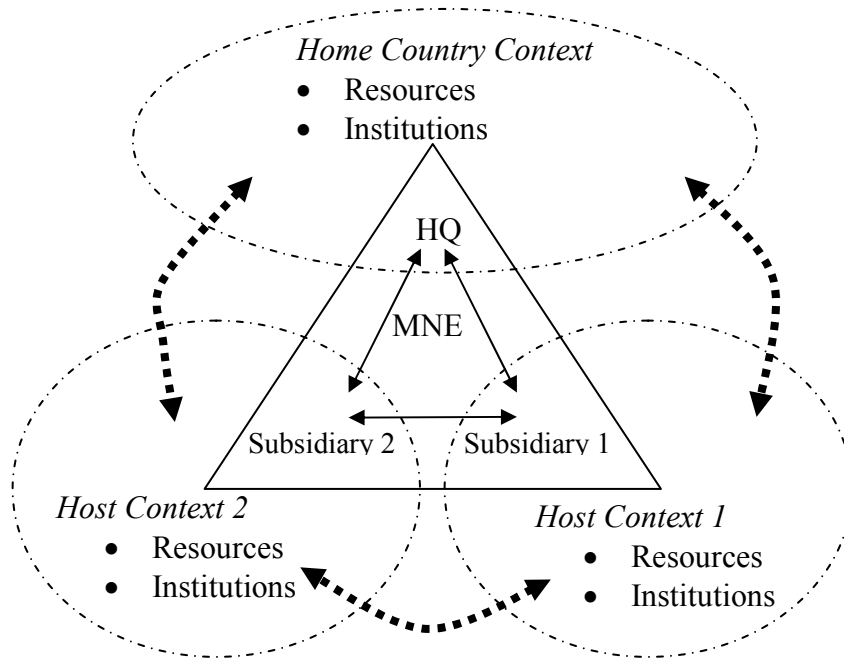 Home Country Context
• Resources
• Institutions
HQ
MNE
Subsidiary 2
Subsidiary 1
Host Context 2
• Resources
• Institutions
Host Context 1
• Resources
• Institutions